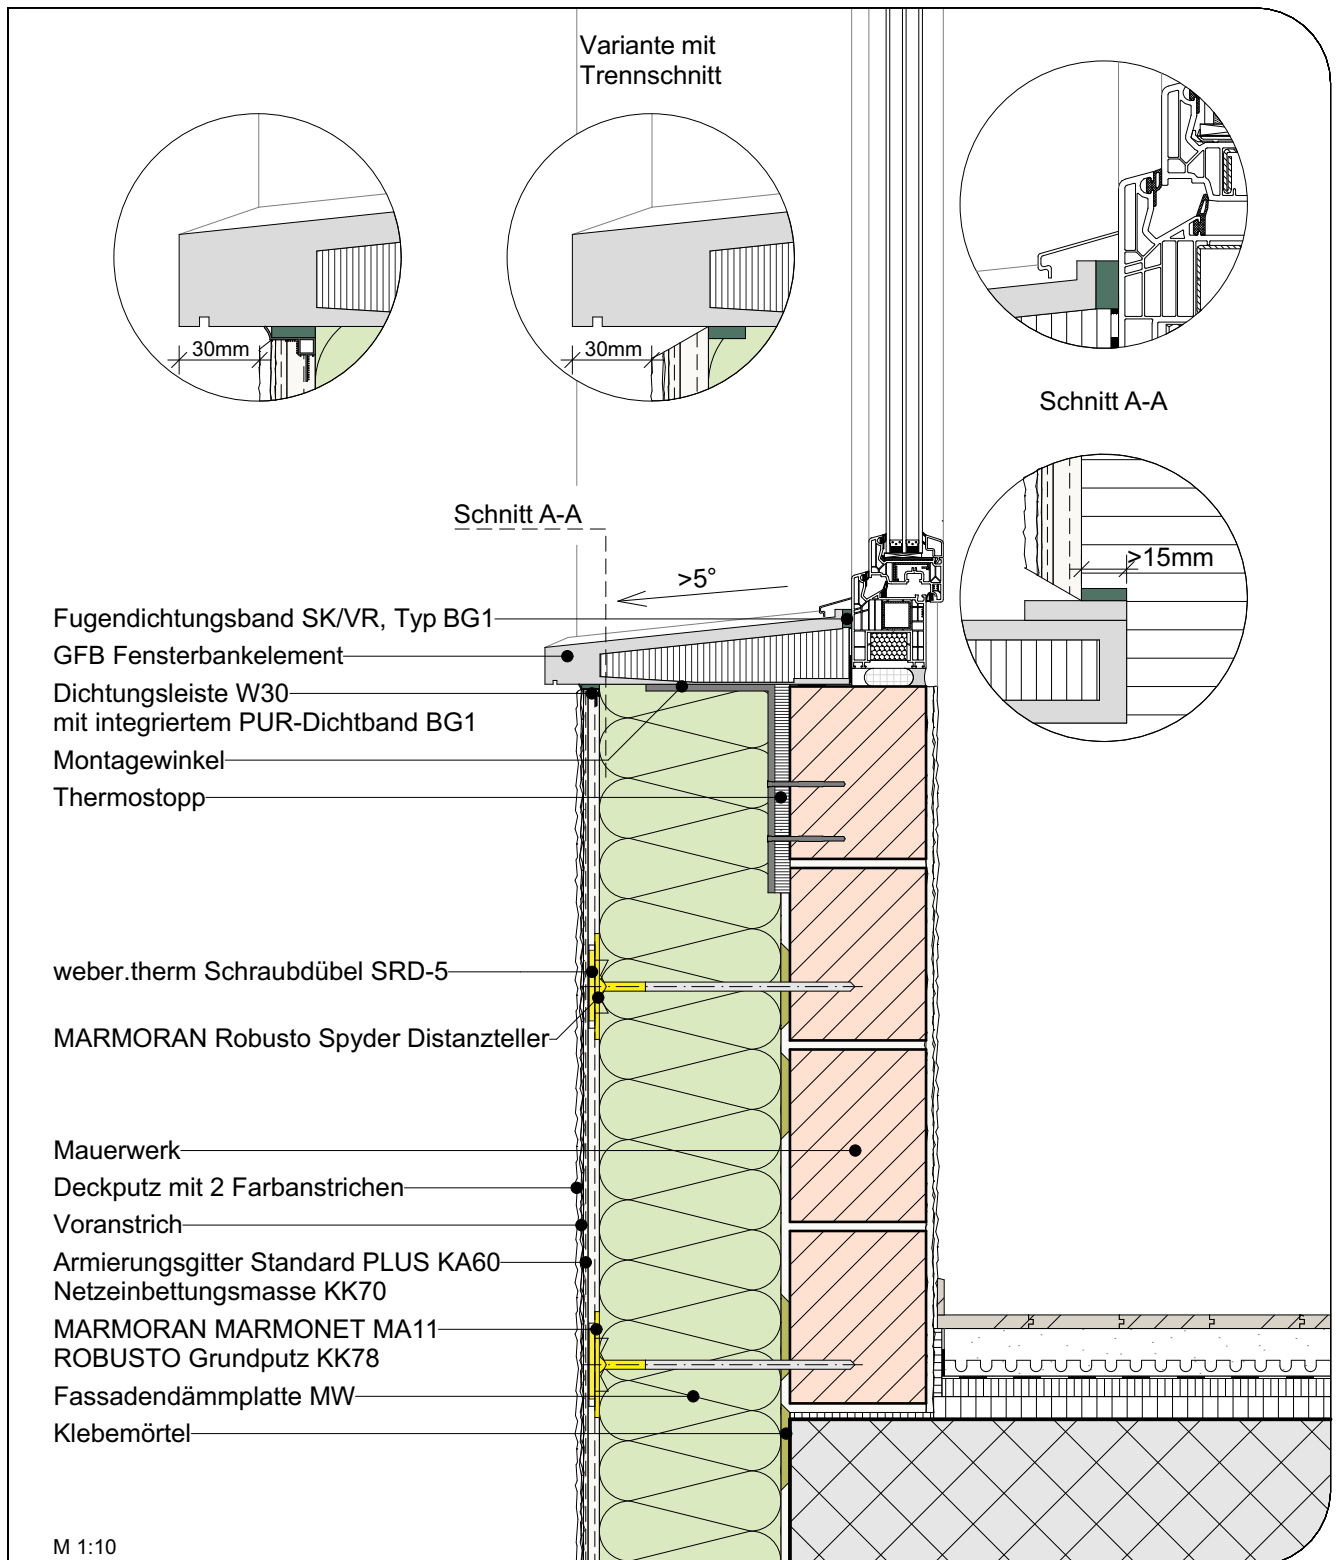 Variante mit
Trennschnitt
30mm
30mm
Schnitt A-A
>15mm
Schnitt A-A
>5°
Fugendichtungsband SK/VR, Typ BG1
GFB Fensterbankelement
Dichtungsleiste W30
mit integriertem PUR-Dichtband BG1
Montagewinkel
Thermostopp
weber.therm Schraubdübel SRD-5
MARMORAN Robusto Spyder Distanzteller
Mauerwerk
Deckputz mit 2 Farbanstrichen
Voranstrich
Armierungsgitter Standard PLUS KA60
Netzeinbettungsmasse KK70
MARMORAN MARMONET MA11
ROBUSTO Grundputz KK78
Fassadendämmplatte MW
Klebemörtel
M 1:10